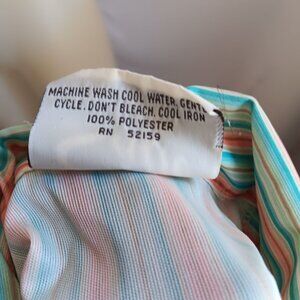 MACHINE WASH COOL WATER, GENTLE
CYCLE. DON'T BLEACH, COOL IRON
100% POLYESTER
RN 52159